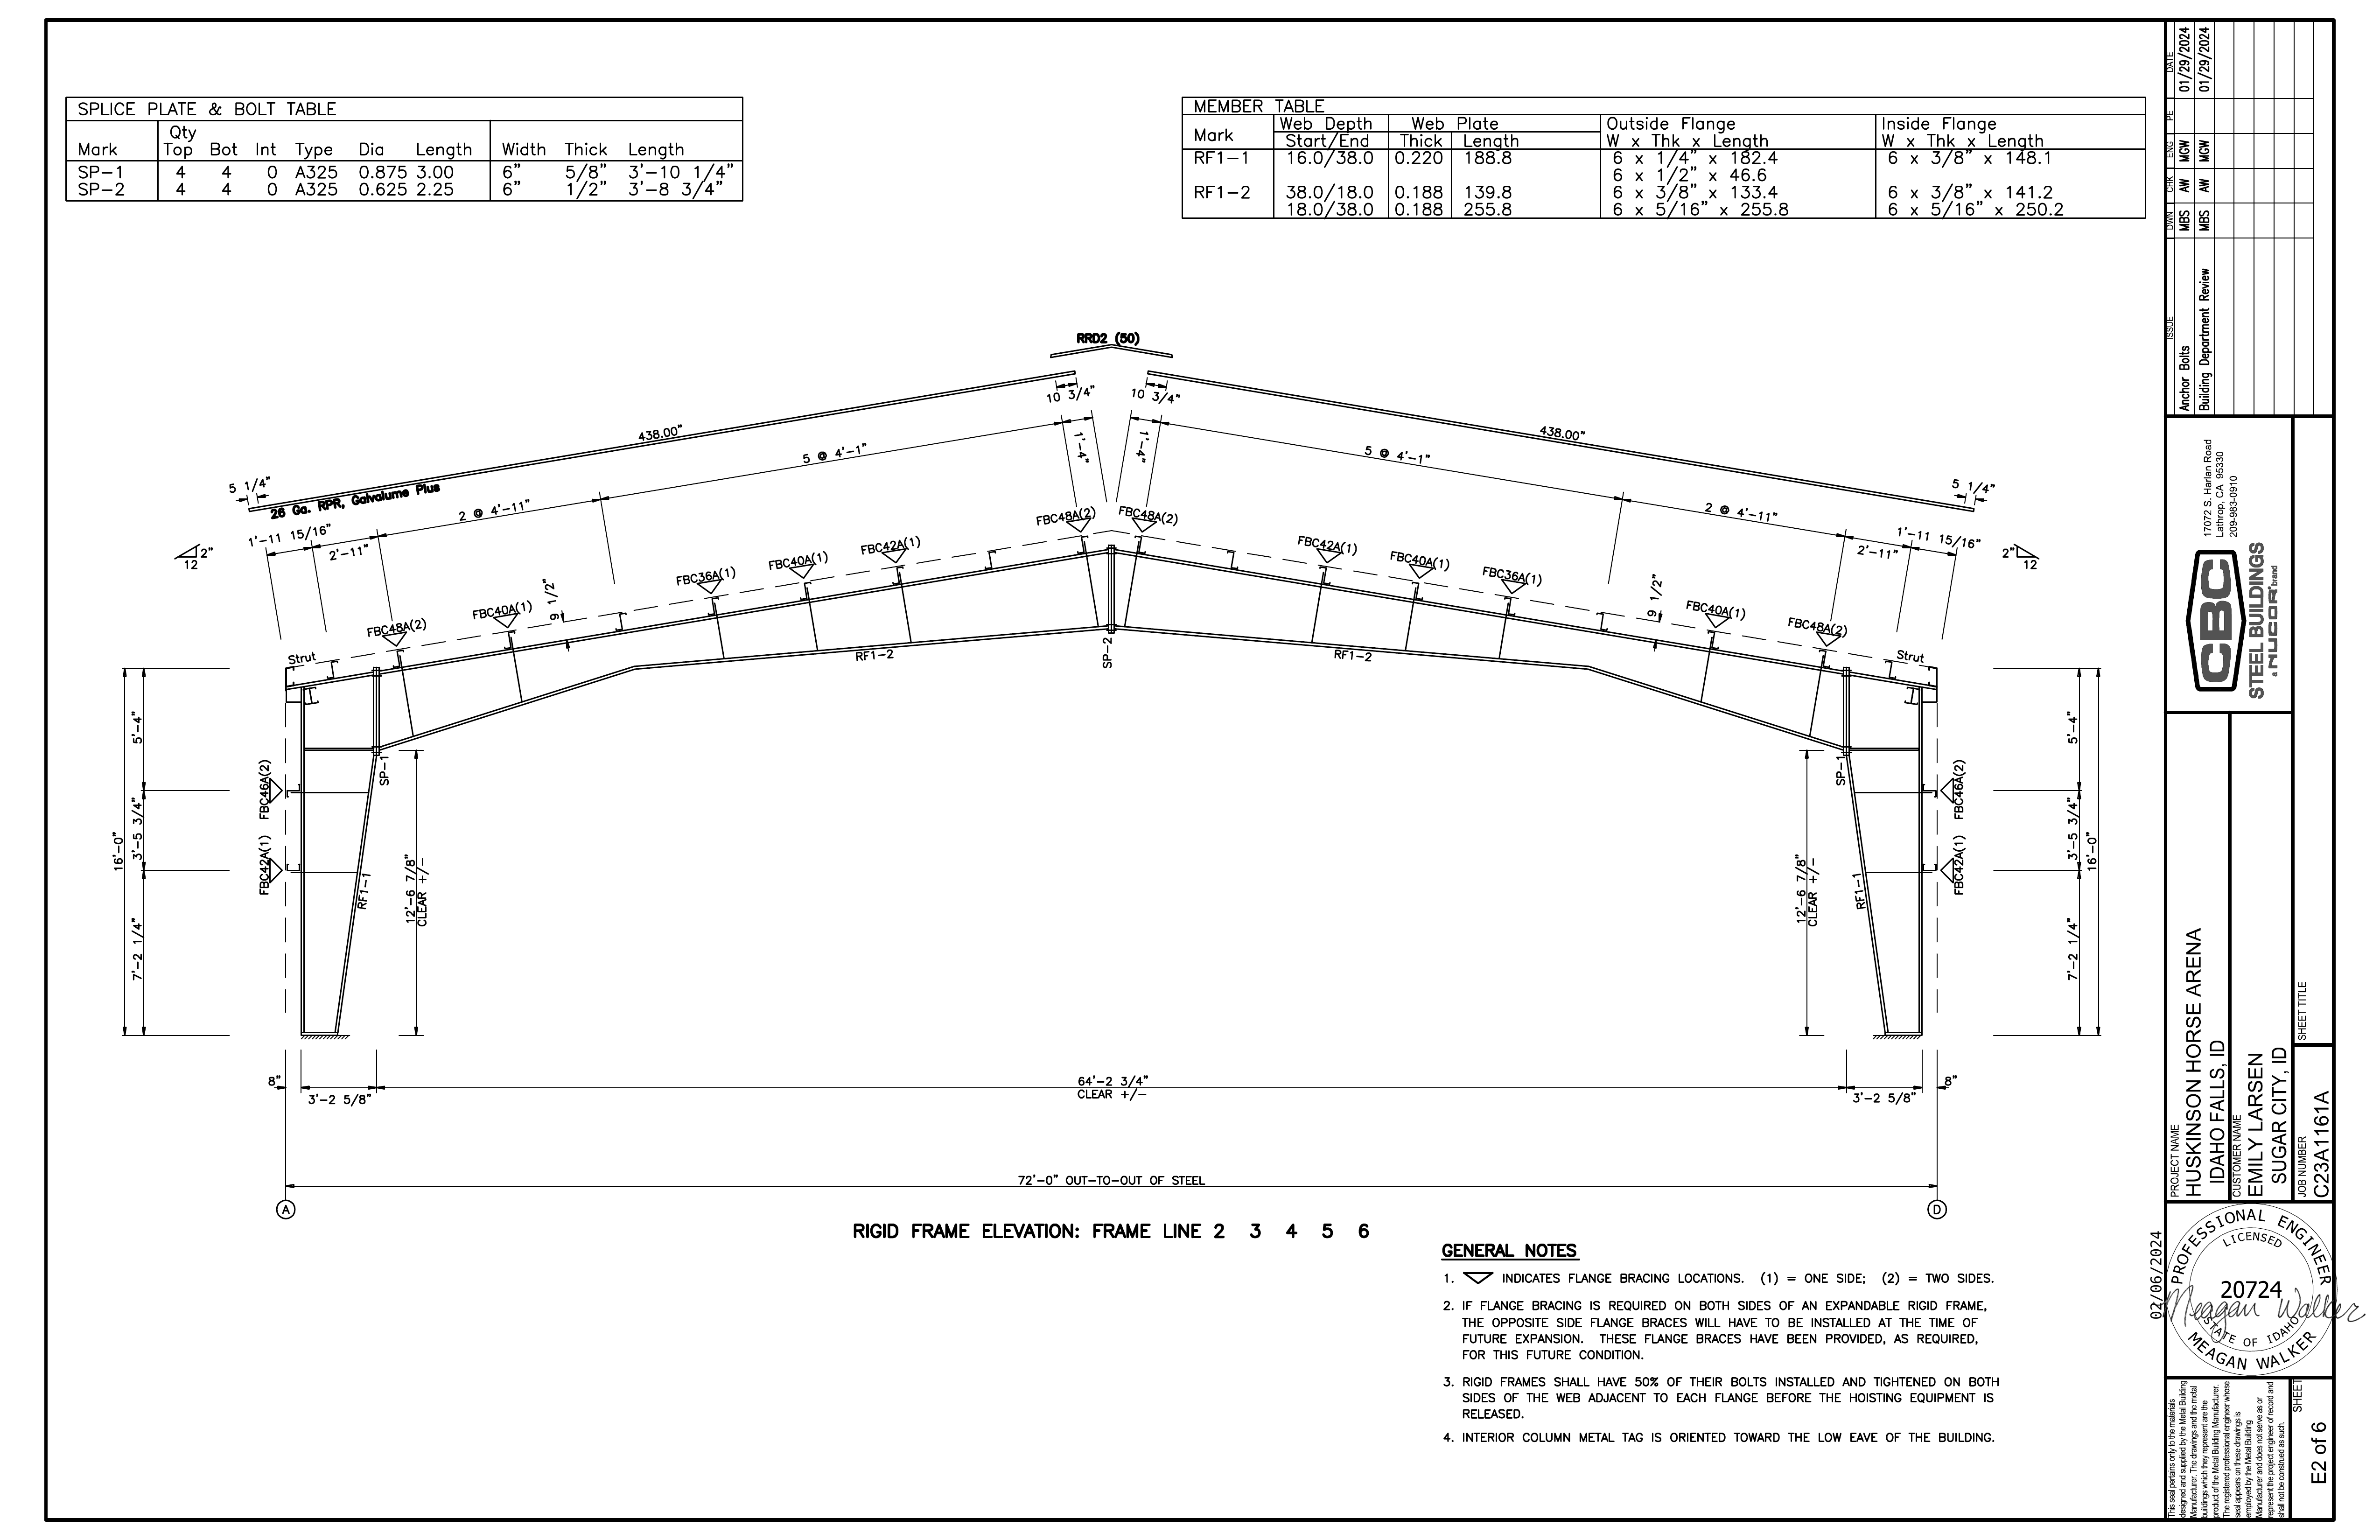 SPLICE PLATE & BOLT TABLE
Mark Qty Top Bot Int Type Dia Length Width Thick Length
SP-1 4 4 0 A325 0.875 3.00 6" 5/8" 3'-10 1/4"
SP-2 4 4 0 A325 0.625 2.25 6" 1/2" 3'-8 3/4"
MEMBER TABLE
Mark Web Depth Start/End Web Plate Thick Length Outside Flange W x Thk x Length Inside Flange W x Thk x Length
RF1-1 16.0/38.0 0.220 188.8 6 x 1/4" x 182.4 6 x 3/8" x 148.1
6 x 1/2" x 46.6
RF1-2 38.0/18.0 0.188 139.8 6 x 3/8" x 133.4 6 x 3/8" x 141.2
18.0/38.0 0.188 255.8 6 x 5/16" x 255.8 6 x 5/16" x 250.2
RRD2 (50)
10 3/4"
10 3/4"
438.00"
438.00"
5 @ 4'-1"
1'-4"
1'-4"
5 @ 4'-1"
5 1/4"
26 Ga. RPR, Galvalume Plus
5 1/4"
1'-11 15/16"
2'-11"
2 @ 4'-11"
2 @ 4'-11"
2'-11"
1'-11 15/16"
2"
12
2"
12
Strut
FBC48A(2)
FBC40A(1)
9 1/2"
FBC36A(1)
FBC40A(1)
FBC42A(1)
FBC48A(2)
FBC48A(2)
FBC42A(1)
FBC40A(1)
FBC36A(1)
9 1/2"
FBC40A(1)
FBC48A(2)
Strut
RF1-2
SP-2
RF1-2
SP-1
SP-1
16'-0"
5'-4"
3'-5 3/4"
7'-2 1/4"
FBC46A(2)
FBC42A(1)
RF1-1
12'-6 7/8"
CLEAR +/-
12'-6 7/8"
CLEAR +/-
RF1-1
FBC46A(2)
FBC42A(1)
5'-4"
3'-5 3/4"
7'-2 1/4"
16'-0"
8"
3'-2 5/8"
64'-2 3/4"
CLEAR +/-
3'-2 5/8"
8"
72'-0" OUT-TO-OUT OF STEEL
A
D
RIGID FRAME ELEVATION: FRAME LINE 2 3 4 5 6
GENERAL NOTES
1. INDICATES FLANGE BRACING LOCATIONS. (1) = ONE SIDE; (2) = TWO SIDES.
2. IF FLANGE BRACING IS REQUIRED ON BOTH SIDES OF AN EXPANDABLE RIGID FRAME,
THE OPPOSITE SIDE FLANGE BRACES WILL HAVE TO BE INSTALLED AT THE TIME OF
FUTURE EXPANSION. THESE FLANGE BRACES HAVE BEEN PROVIDED, AS REQUIRED,
FOR THIS FUTURE CONDITION.
3. RIGID FRAMES SHALL HAVE 50% OF THEIR BOLTS INSTALLED AND TIGHTENED ON BOTH
SIDES OF THE WEB ADJACENT TO EACH FLANGE BEFORE THE HOISTING EQUIPMENT IS
RELEASED.
4. INTERIOR COLUMN METAL TAG IS ORIENTED TOWARD THE LOW EAVE OF THE BUILDING.
ISSUE DWN CHK ENG PE DATE
Anchor Bolts MBS AW MGW 01/29/2024
Building Department Review MBS AW MGW 01/29/2024
CBC
STEEL BUILDINGS
a NUCOR brand
17072 S. Harlan Road
Lathrop, CA 95330
209-983-0910
PROJECT NAME
HUSKINSON HORSE ARENA
IDAHO FALLS, ID
CUSTOMER NAME
EMILY LARSEN
SUGAR CITY, ID
SHEET TITLE
JOB NUMBER
C23A1161A
02/06/2024
PROFESSIONAL ENGINEER
LICENSED
20724
Meagan Walker
STATE OF IDAHO
MEAGAN WALKER
This seal pertains only to the materials
designed and supplied by the Metal Building
Manufacturer. The drawings and the metal
buildings which they represent are the
product of the Metal Building Manufacturer.
The registered professional engineer whose
seal appears on these drawings is
employed by the Metal Building
Manufacturer and does not serve as or
represent the project engineer of record and
shall not be construed as such.
SHEET
E2 of 6